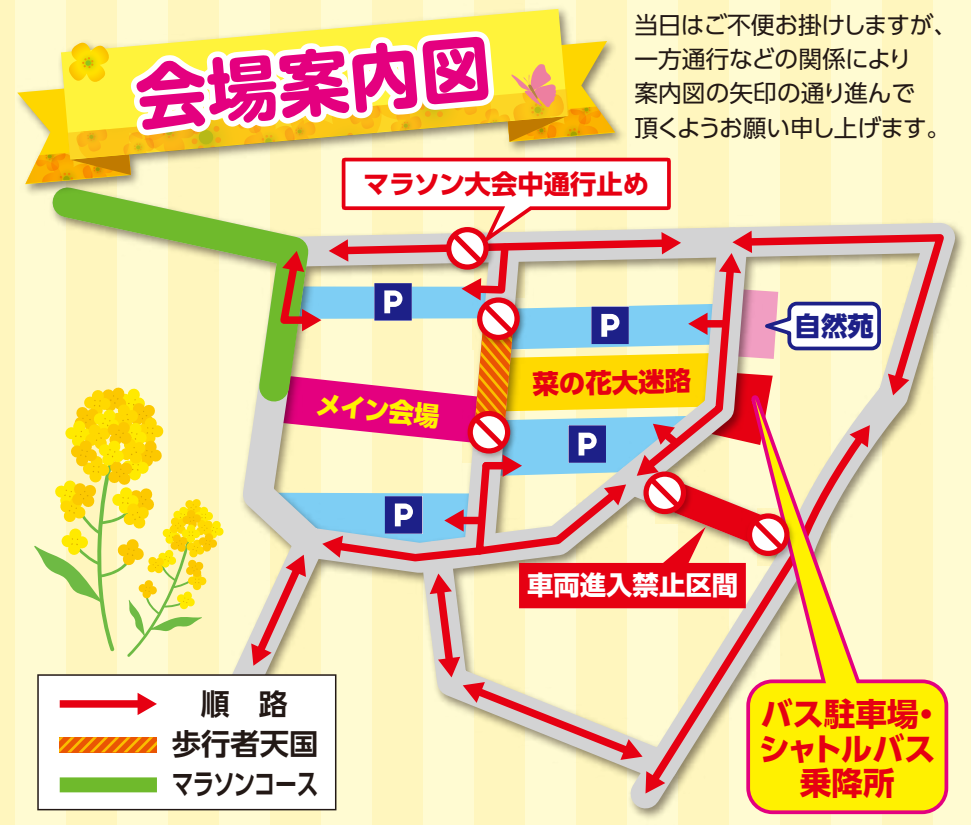 会場案内図
当日はご不便お掛けしますが、
一方通行などの関係により
案内図の矢印の通り進んで
頂くようお願い申し上げます。
マラソン大会中通行止め
P
P
自然苑
菜の花大迷路
メイン会場
P
P
車両進入禁止区間
バス駐車場・
シャトルバス
乗降所
順 路
歩行者天国
マラソンコース